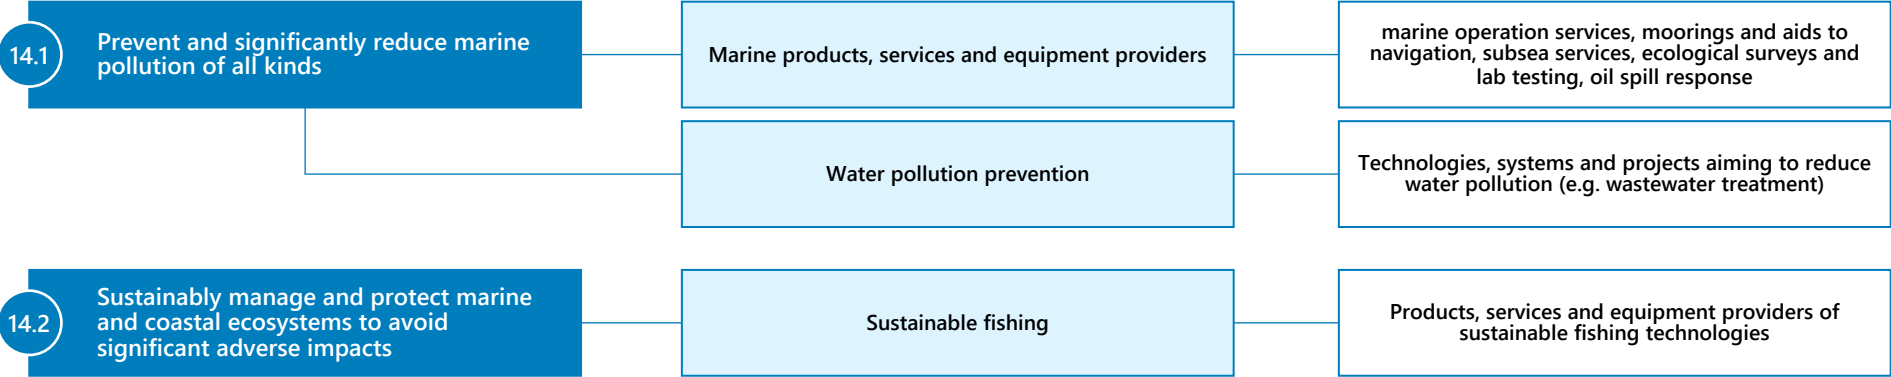 14.1
Prevent and significantly reduce marine
pollution of all kinds
Marine products, services and equipment providers
marine operation services, moorings and aids to
navigation, subsea services, ecological surveys and
lab testing, oil spill response
Water pollution prevention
Technologies, systems and projects aiming to reduce
water pollution (e.g. wastewater treatment)
14.2
Sustainably manage and protect marine
and coastal ecosystems to avoid
significant adverse impacts
Sustainable fishing
Products, services and equipment providers of
sustainable fishing technologies